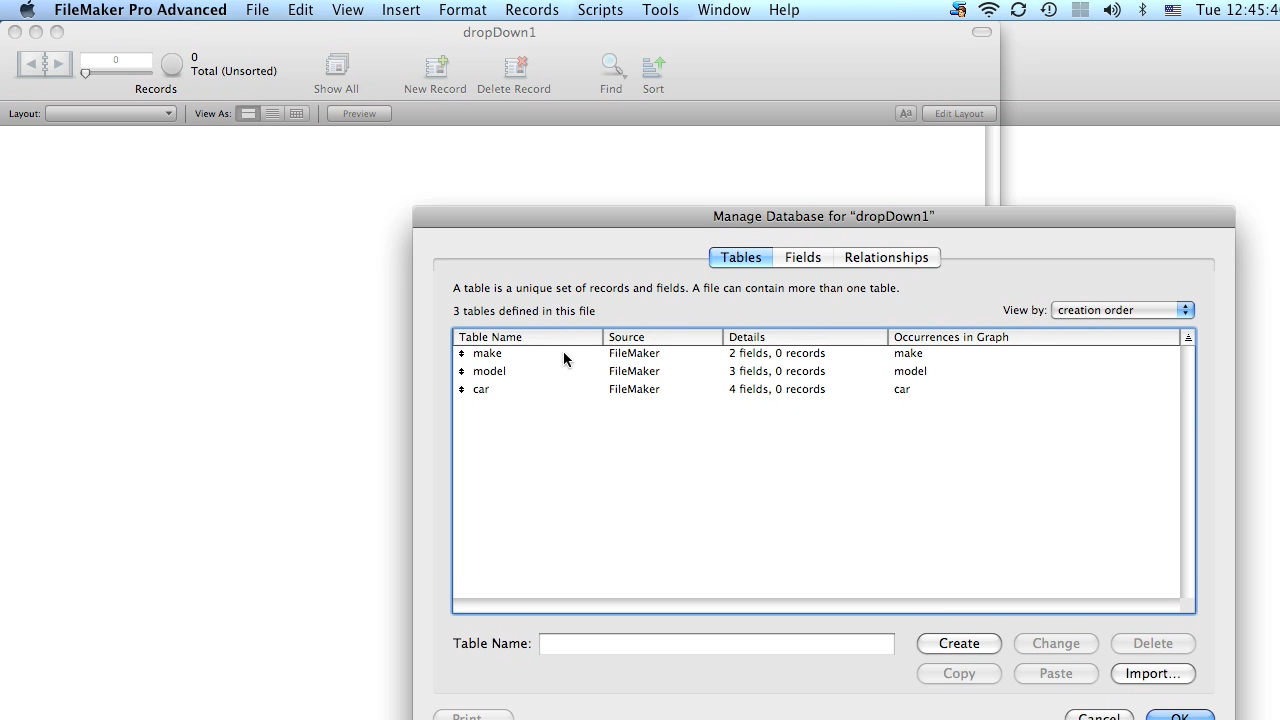 FileMaker Pro Advanced File Edit View Insert Format Records Scripts Tools Window Help Tue 12:45:4
dropDown1
0
0
Total (Unsorted)
Records Show All New Record Delete Record Find Sort
Layout: View As: Preview Aa Edit Layout
Manage Database for “dropDown1”
Tables Fields Relationships
A table is a unique set of records and fields. A file can contain more than one table.
3 tables defined in this file View by: creation order
Table Name Source Details Occurrences in Graph
make FileMaker 2 fields, 0 records make
model FileMaker 3 fields, 0 records model
car FileMaker 4 fields, 0 records car
Table Name: Create Change Delete
Copy Paste Import...
Print... Cancel OK